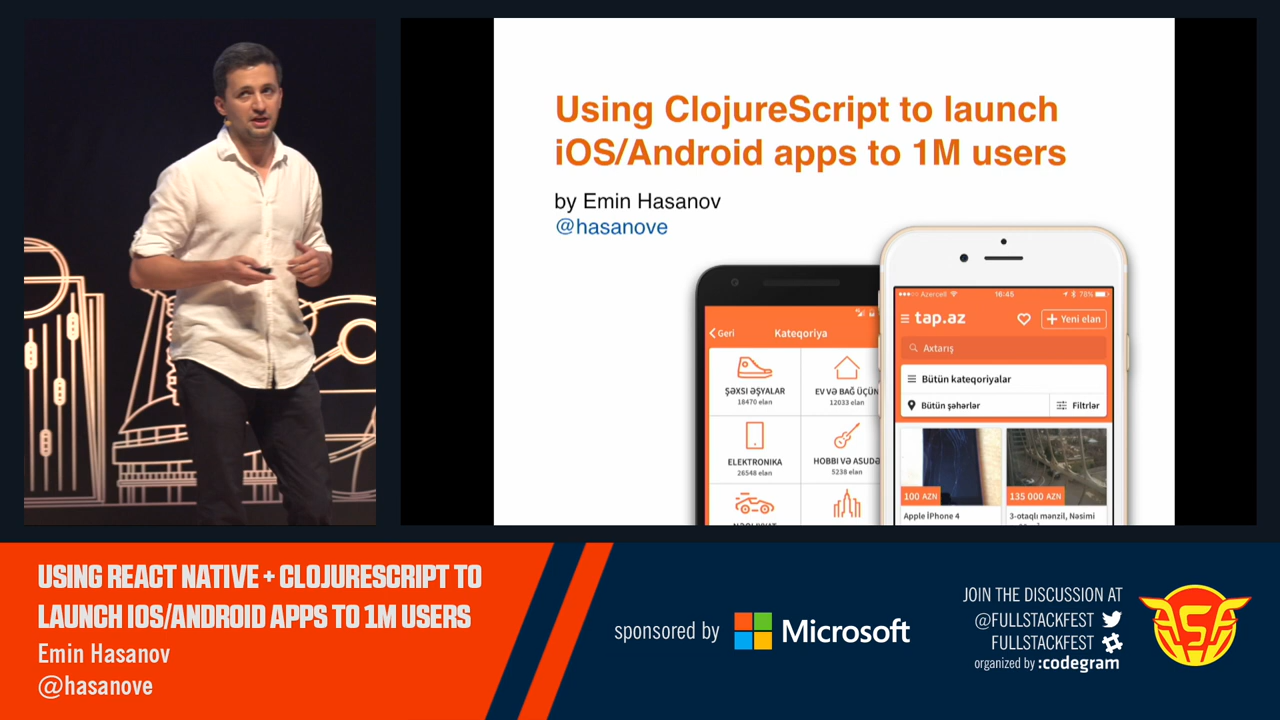 Using ClojureScript to launch
iOS/Android apps to 1M users
by Emin Hasanov
@hasanove
Geri
Kateqoriya
ŞƏXSI ƏŞYALAR
18470 elan
EV VƏ BAĞ ÜÇÜN
12033 elan
ELEKTRONIKA
26548 elan
HOBBI VƏ ASUDƏ
5238 elan
Azercell
16:45
78%
tap.az
Yeni elan
Axtarış
Bütün kateqoriyalar
Bütün şəhərlər
Filtrlər
100 AZN
135 000 AZN
Apple İPhone 4
3-otaqlı mənzil, Nəsimi
USING REACT NATIVE + CLOJURESCRIPT TO
LAUNCH IOS/ANDROID APPS TO 1M USERS
Emin Hasanov
@hasanove
sponsored by
Microsoft
JOIN THE DISCUSSION AT
@FULLSTACKFEST
FULLSTACKFEST
organized by :codegram
FSF